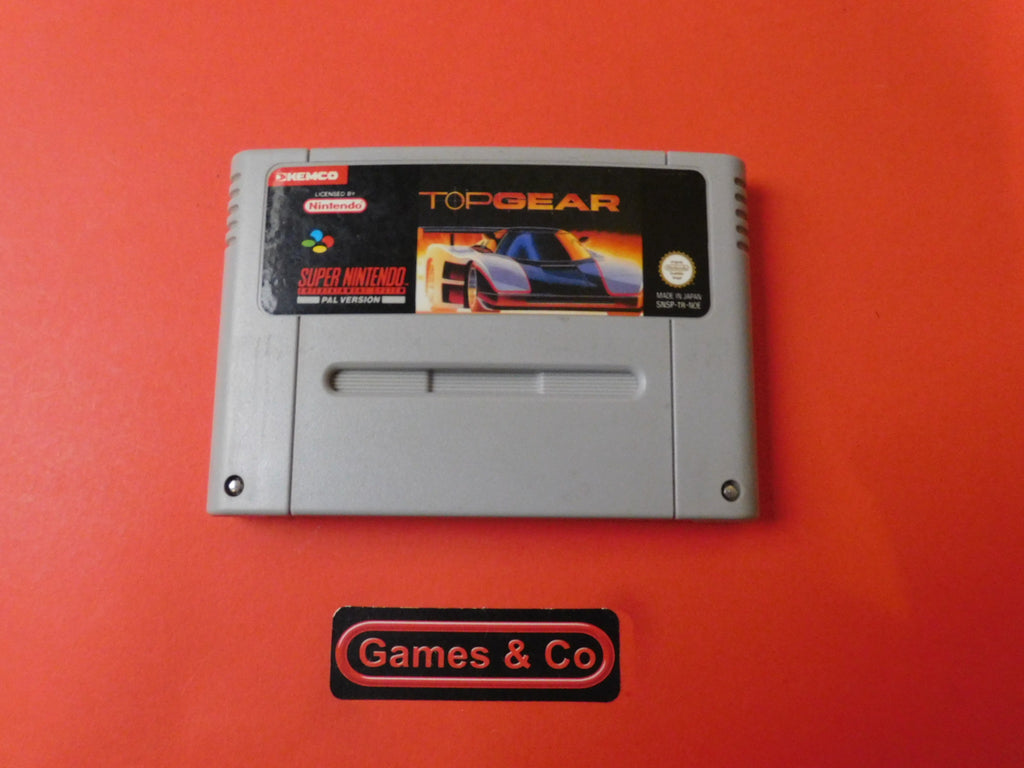 KEMCO
LICENSED BY
Nintendo
TOPGEAR
SUPER NINTENDO
ENTERTAINMENT SYSTEM
PAL VERSION
MADE IN JAPAN
SNSP-TR-NOE
Games & Co